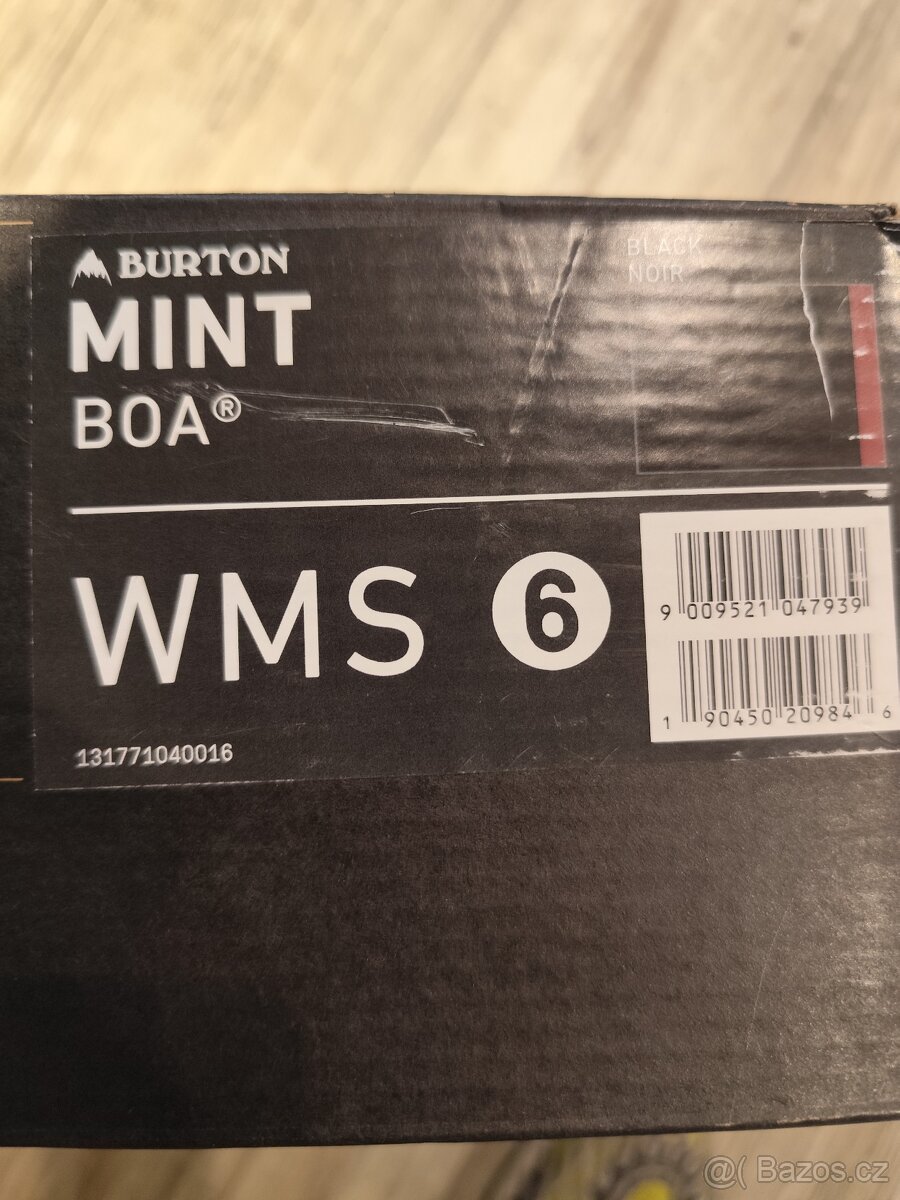 BURTON
MINT
BOA®
BLACK
NOIR
WMS 6
9 009521 047939
1 90450 20984 6
131771040016
@( Bazos.cz